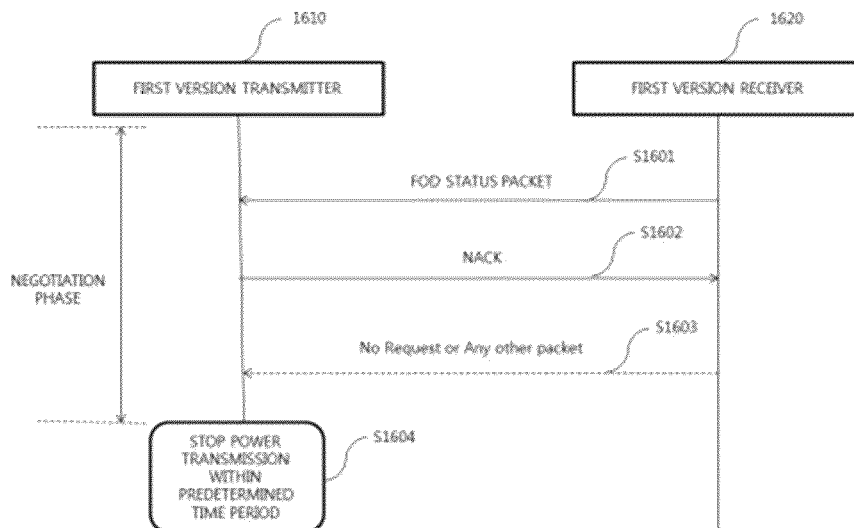 1610
1620
FIRST VERSION TRANSMITTER
FIRST VERSION RECEIVER
S1601
FOD STATUS PACKET
S1602
NACK
NEGOTIATION
PHASE
S1603
No Request or Any other packet
STOP POWER
TRANSMISSION
WITHIN
PREDETERMINED
TIME PERIOD
S1604